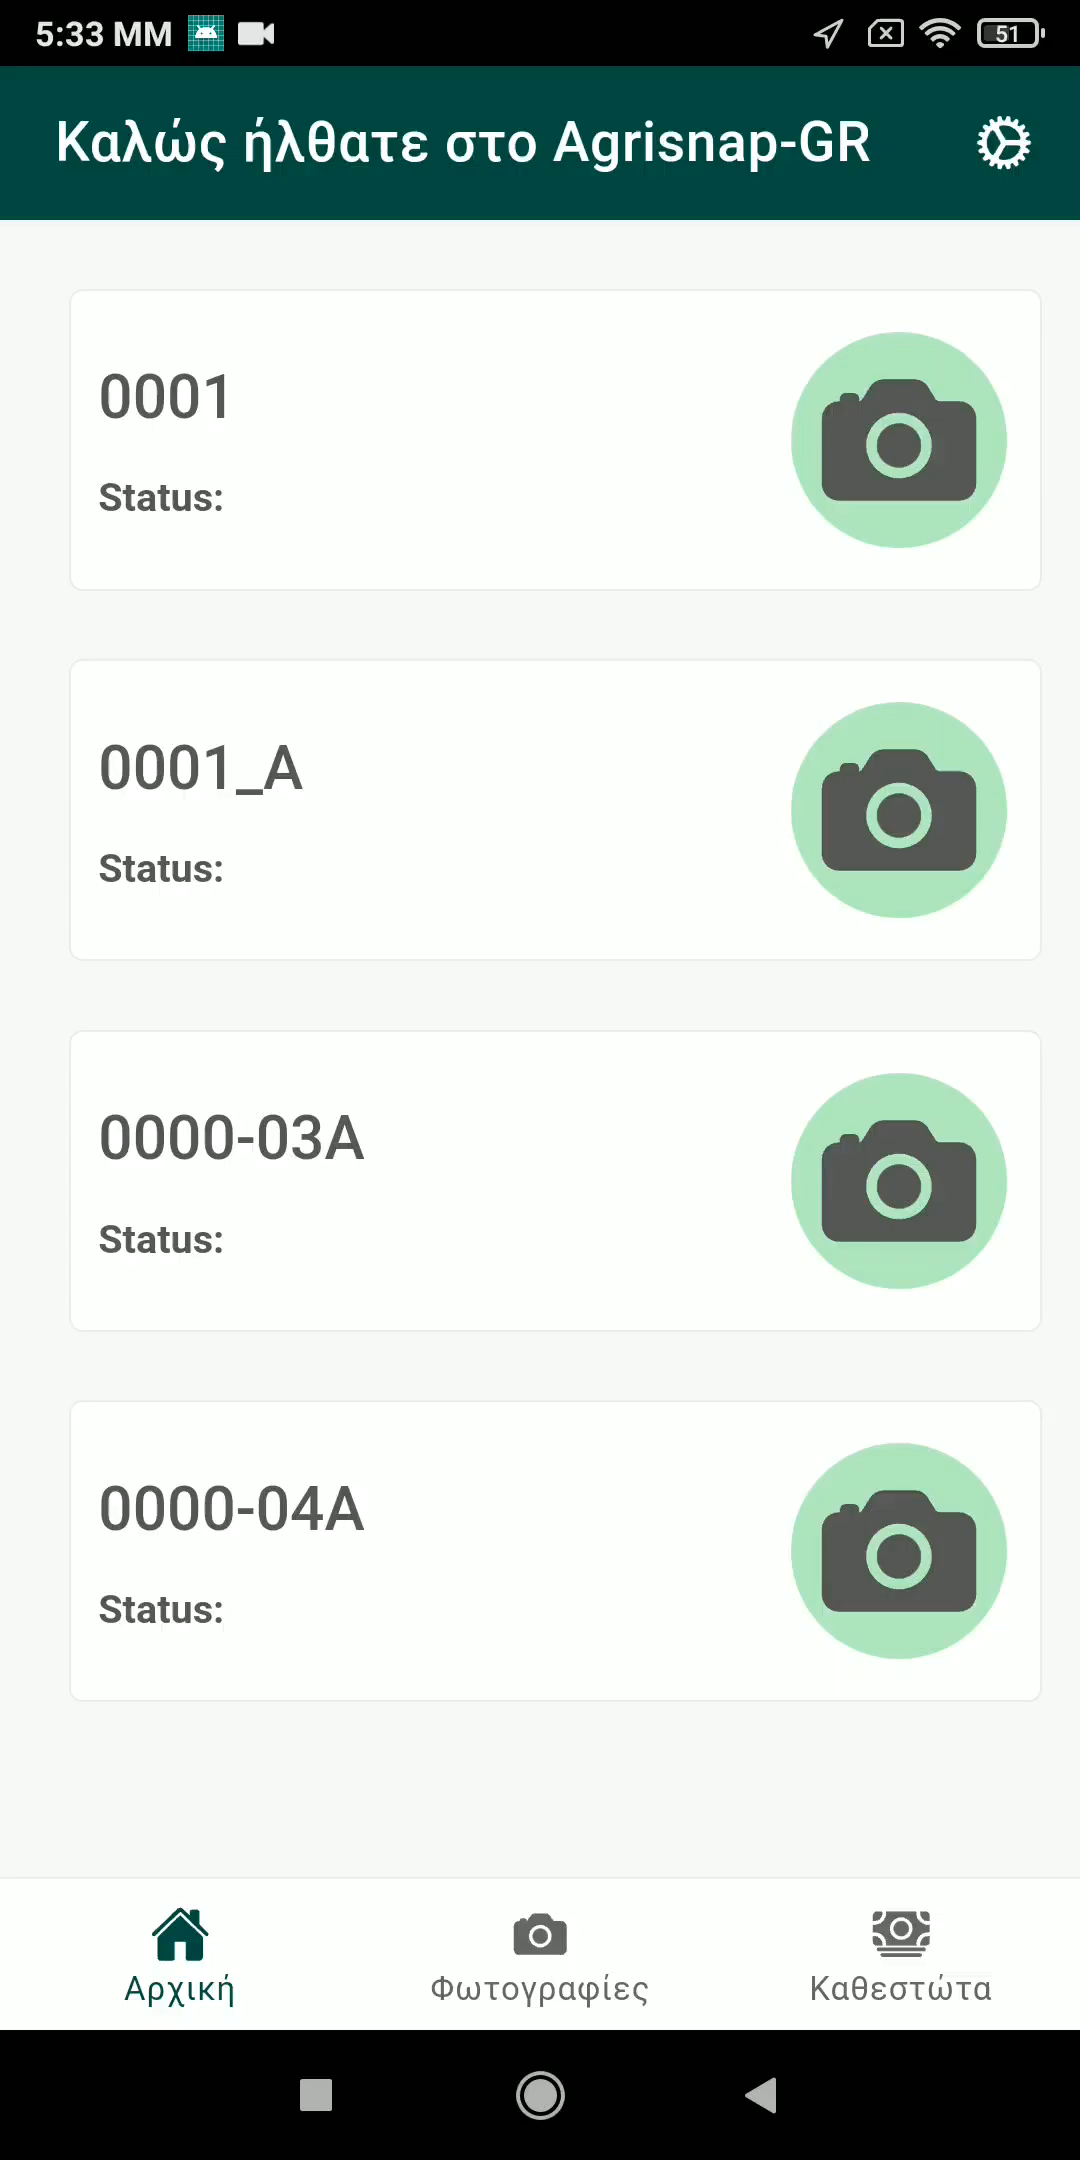 5:33 MM
51
Καλώς ήλθατε στο Agrisnap-GR
0001
Status:
0001_A
Status:
0000-03A
Status:
0000-04A
Status:
Αρχική
Φωτογραφίες
Καθεστώτα